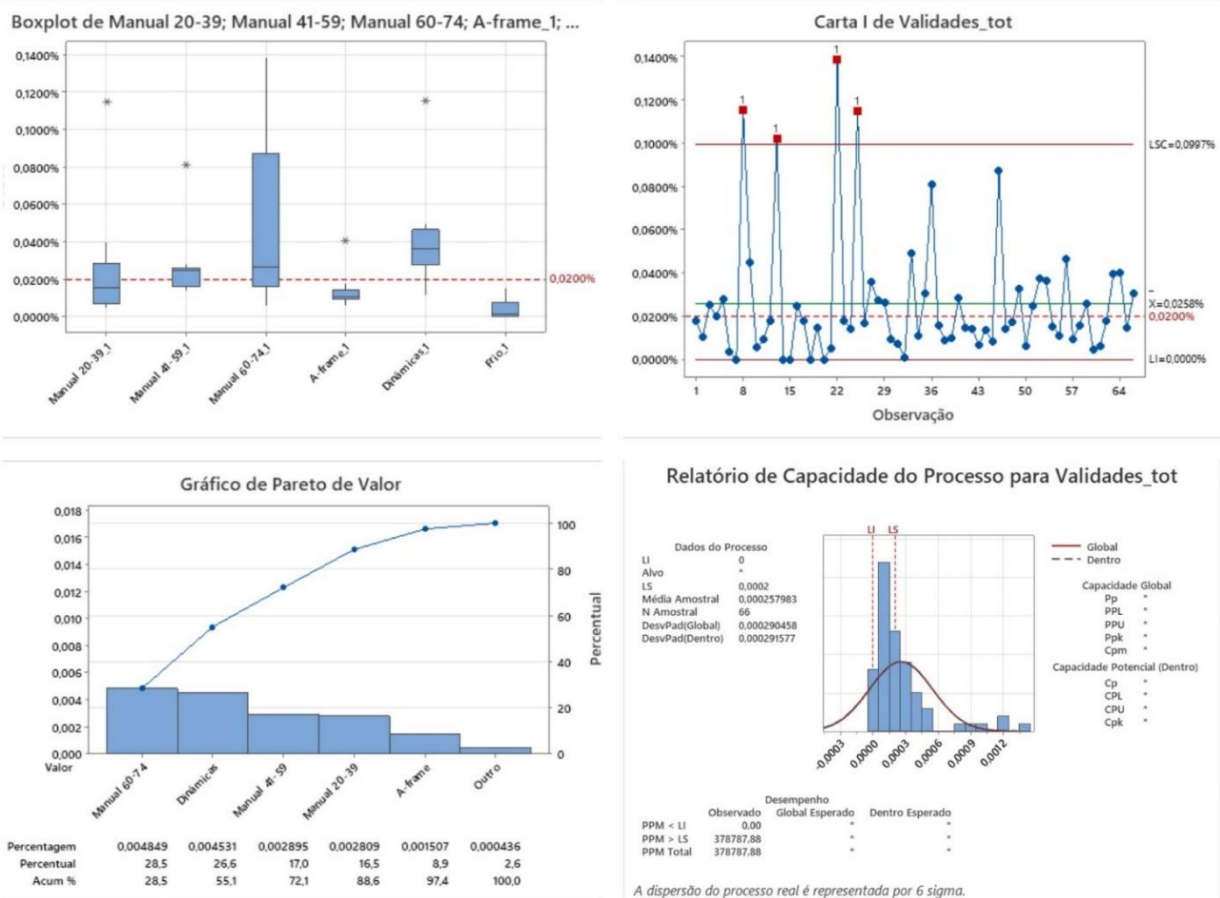 Boxplot de Manual 20-39; Manual 41-59; Manual 60-74; A-frame_1; ...
0,1400%
0,1200%
0,1000%
0,0800%
0,0600%
0,0400%
0,0200%
0,0000%
0,0200%
Manual 20-39_1
Manual 41-59_1
Manual 60-74_1
A-frame_1
Dinâmicas_1
Frio_1
Carta I de Validades_tot
0,1400%
0,1200%
0,1000%
0,0800%
0,0600%
0,0400%
0,0200%
0,0000%
1
1
1
1
LSC=0,0997%
_
X=0,0258%
0,0200%
LI=0,0000%
1 8 15 22 29 36 43 50 57 64
Observação
Gráfico de Pareto de Valor
0,018
0,016
0,014
0,012
0,010
0,008
0,006
0,004
0,002
0,000
100
80
60
40
20
0
Percentual
Valor
Manual 60-74
Dinâmicas
Manual 41-59
Manual 20-39
A-frame
Outro
Percentagem 0,004849 0,004531 0,002895 0,002809 0,001507 0,000436
Percentual 28,5 26,6 17,0 16,5 8,9 2,6
Acum % 28,5 55,1 72,1 88,6 97,4 100,0
Relatório de Capacidade do Processo para Validades_tot
Dados do Processo
LI 0
Alvo *
LS 0,0002
Média Amostral 0,000257983
N Amostral 66
DesvPad(Global) 0,000290458
DesvPad(Dentro) 0,000291577
LI LS
-0,0003 0,0000 0,0003 0,0006 0,0009 0,0012
Global
Dentro
Capacidade Global
Pp *
PPL *
PPU *
Ppk *
Cpm *
Capacidade Potencial (Dentro)
Cp *
CPL *
CPU *
Cpk *
Desempenho
Observado Global Esperado Dentro Esperado
PPM < LI 0.00 * *
PPM > LS 378787.88 * *
PPM Total 378787.88 * *
A dispersão do processo real é representada por 6 sigma.